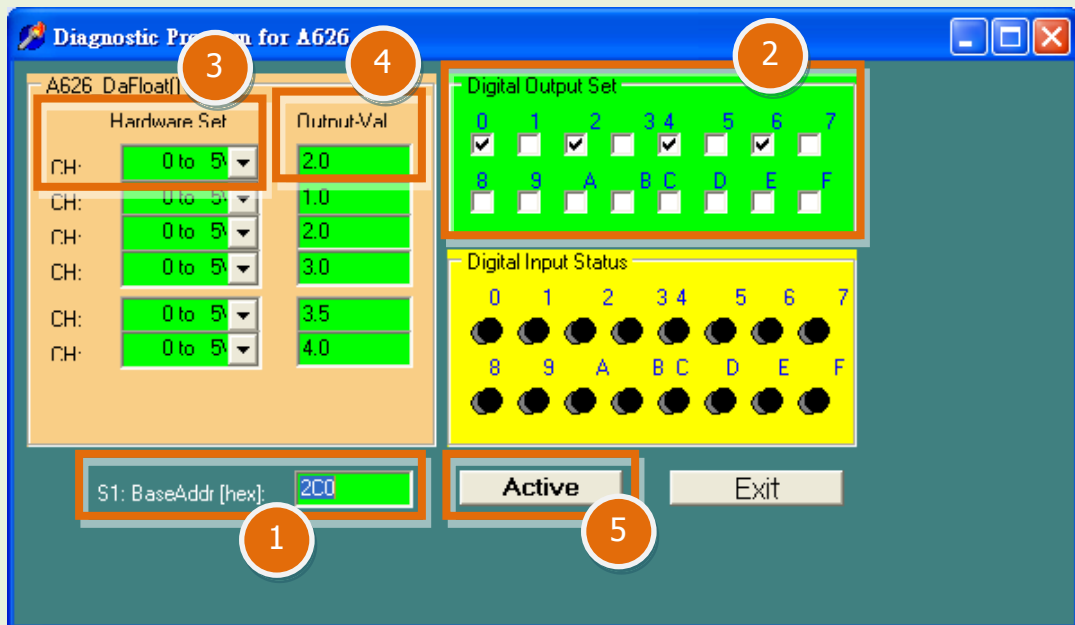 Diagnostic Program for A626
3
4
2
A626 DaFloat()
Hardware Set
Output-Val
CH:
0 to 5V
2.0
CH:
0 to 5V
1.0
CH:
0 to 5V
2.0
CH:
0 to 5V
3.0
CH:
0 to 5V
3.5
CH:
0 to 5V
4.0
Digital Output Set
0 1 2 3 4 5 6 7
8 9 A B C D E F
Digital Input Status
0 1 2 3 4 5 6 7
8 9 A B C D E F
S1: BaseAddr [hex]:
2C0
1
Active
5
Exit